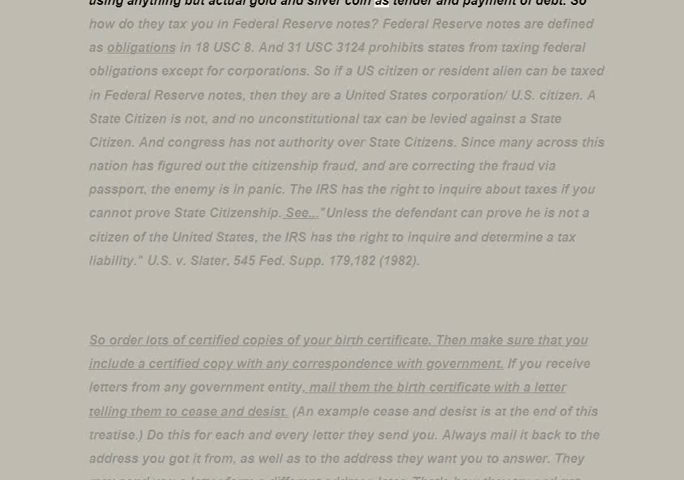 using anything but actual gold and silver coin as tender and payment of debt. So
how do they tax you in Federal Reserve notes? Federal Reserve notes are defined
as obligations in 18 USC 8. And 31 USC 3124 prohibits states from taxing federal
obligations except for corporations. So if a US citizen or resident alien can be taxed
in Federal Reserve notes, then they are a United States corporation/ U.S. citizen. A
State Citizen is not, and no unconstitutional tax can be levied against a State
Citizen. And congress has not authority over State Citizens. Since many across this
nation has figured out the citizenship fraud, and are correcting the fraud via
passport, the enemy is in panic. The IRS has the right to inquire about taxes if you
cannot prove State Citizenship. See..."Unless the defendant can prove he is not a
citizen of the United States, the IRS has the right to inquire and determine a tax
liability." U.S. v. Slater, 545 Fed. Supp. 179,182 (1982).
So order lots of certified copies of your birth certificate. Then make sure that you
include a certified copy with any correspondence with government. If you receive
letters from any government entity, mail them the birth certificate with a letter
telling them to cease and desist. (An example cease and desist is at the end of this
treatise.) Do this for each and every letter they send you. Always mail it back to the
address you got it from, as well as to the address they want you to answer. They